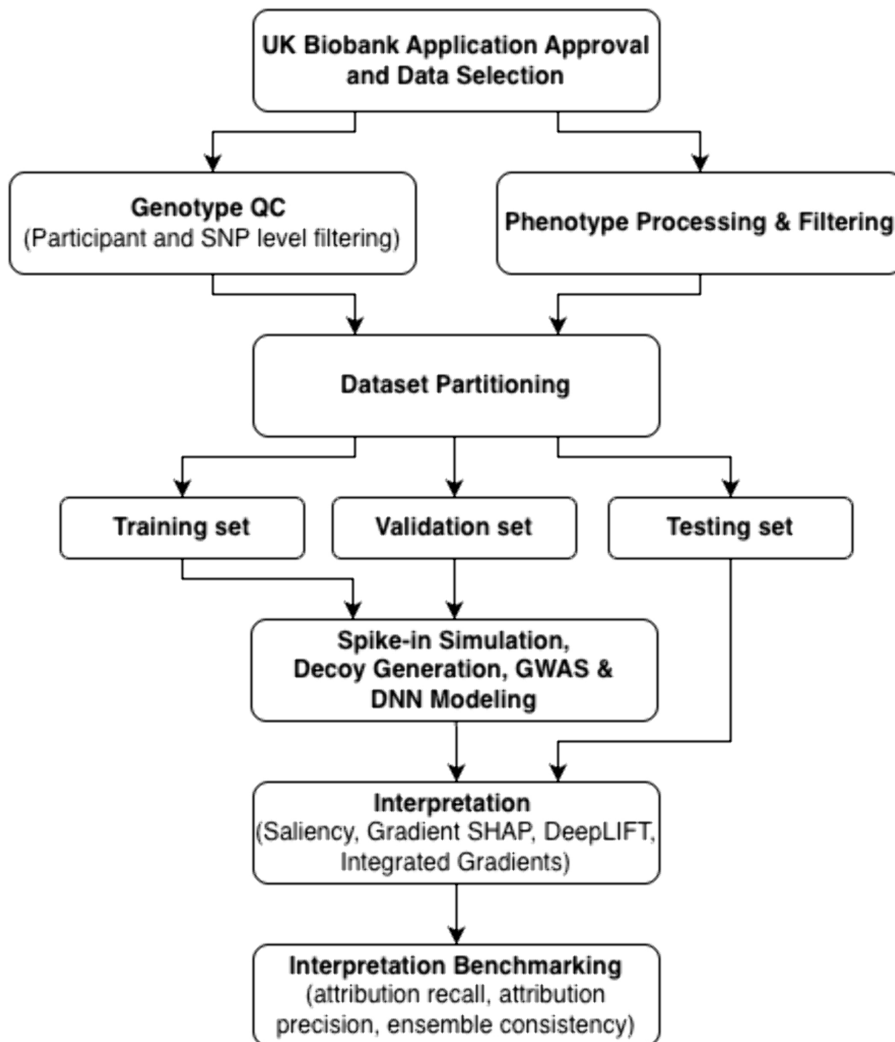 UK Biobank Application Approval
and Data Selection
Genotype QC
(Participant and SNP level filtering)
Phenotype Processing & Filtering
Dataset Partitioning
Training set
Validation set
Testing set
Spike-in Simulation,
Decoy Generation, GWAS &
DNN Modeling
Interpretation
(Saliency, Gradient SHAP, DeepLIFT,
Integrated Gradients)
Interpretation Benchmarking
(attribution recall, attribution
precision, ensemble consistency)